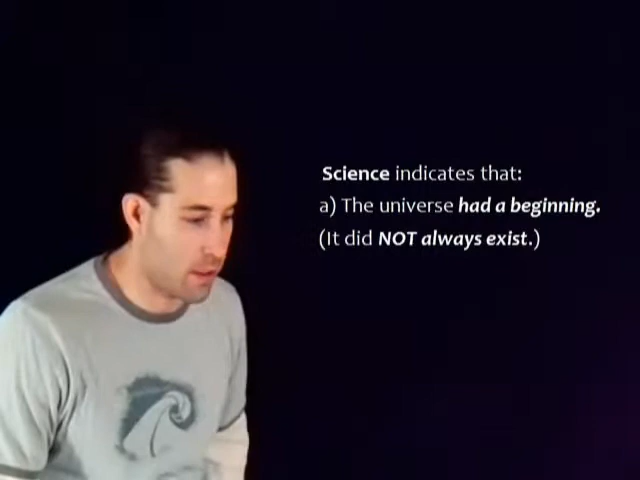 Science indicates that:
a) The universe had a beginning.
(It did NOT always exist.)